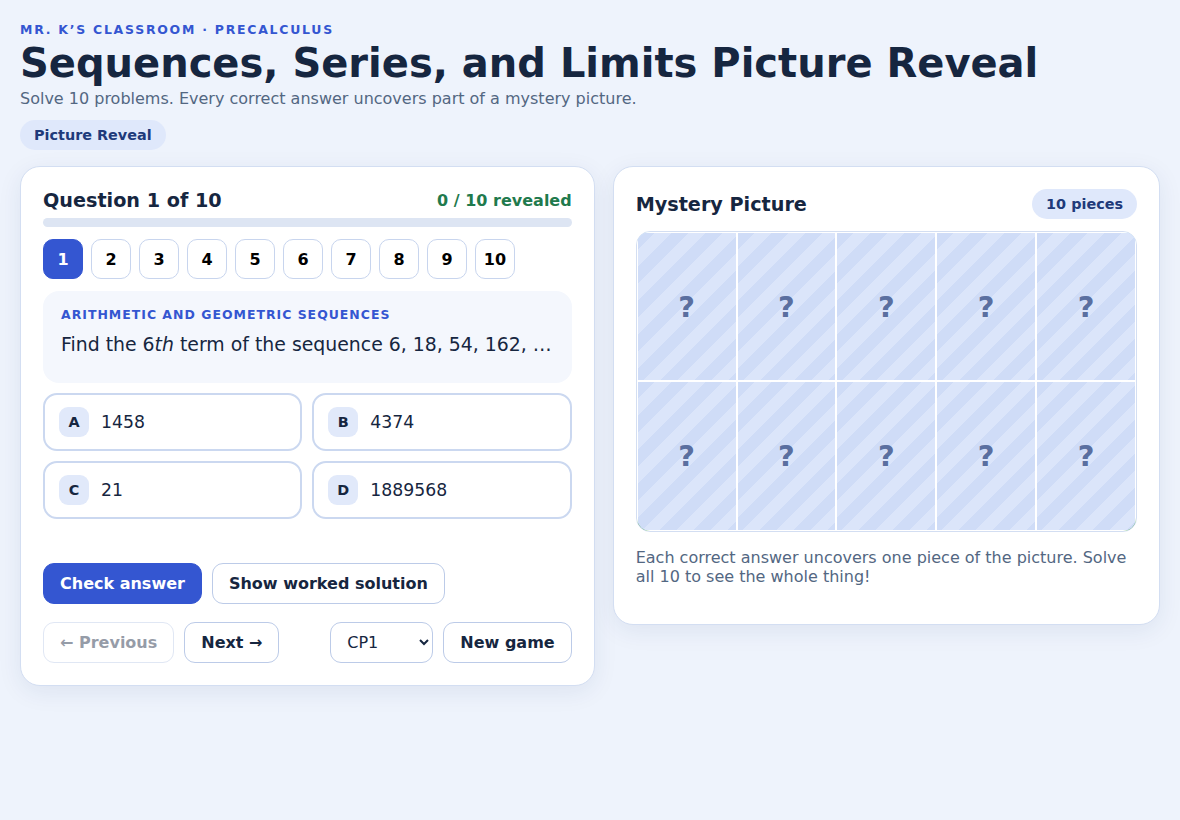 MR. K’S CLASSROOM · PRECALCULUS
Sequences, Series, and Limits Picture Reveal
Solve 10 problems. Every correct answer uncovers part of a mystery picture.
Picture Reveal
Question 1 of 10
0 / 10 revealed
1 2 3 4 5 6 7 8 9 10
ARITHMETIC AND GEOMETRIC SEQUENCES
Find the 6th term of the sequence 6, 18, 54, 162, …
A 1458
B 4374
C 21
D 1889568
Check answer
Show worked solution
← Previous
Next →
CP1
New game
Mystery Picture
10 pieces
? ? ? ? ?
? ? ? ? ?
Each correct answer uncovers one piece of the picture. Solve
all 10 to see the whole thing!